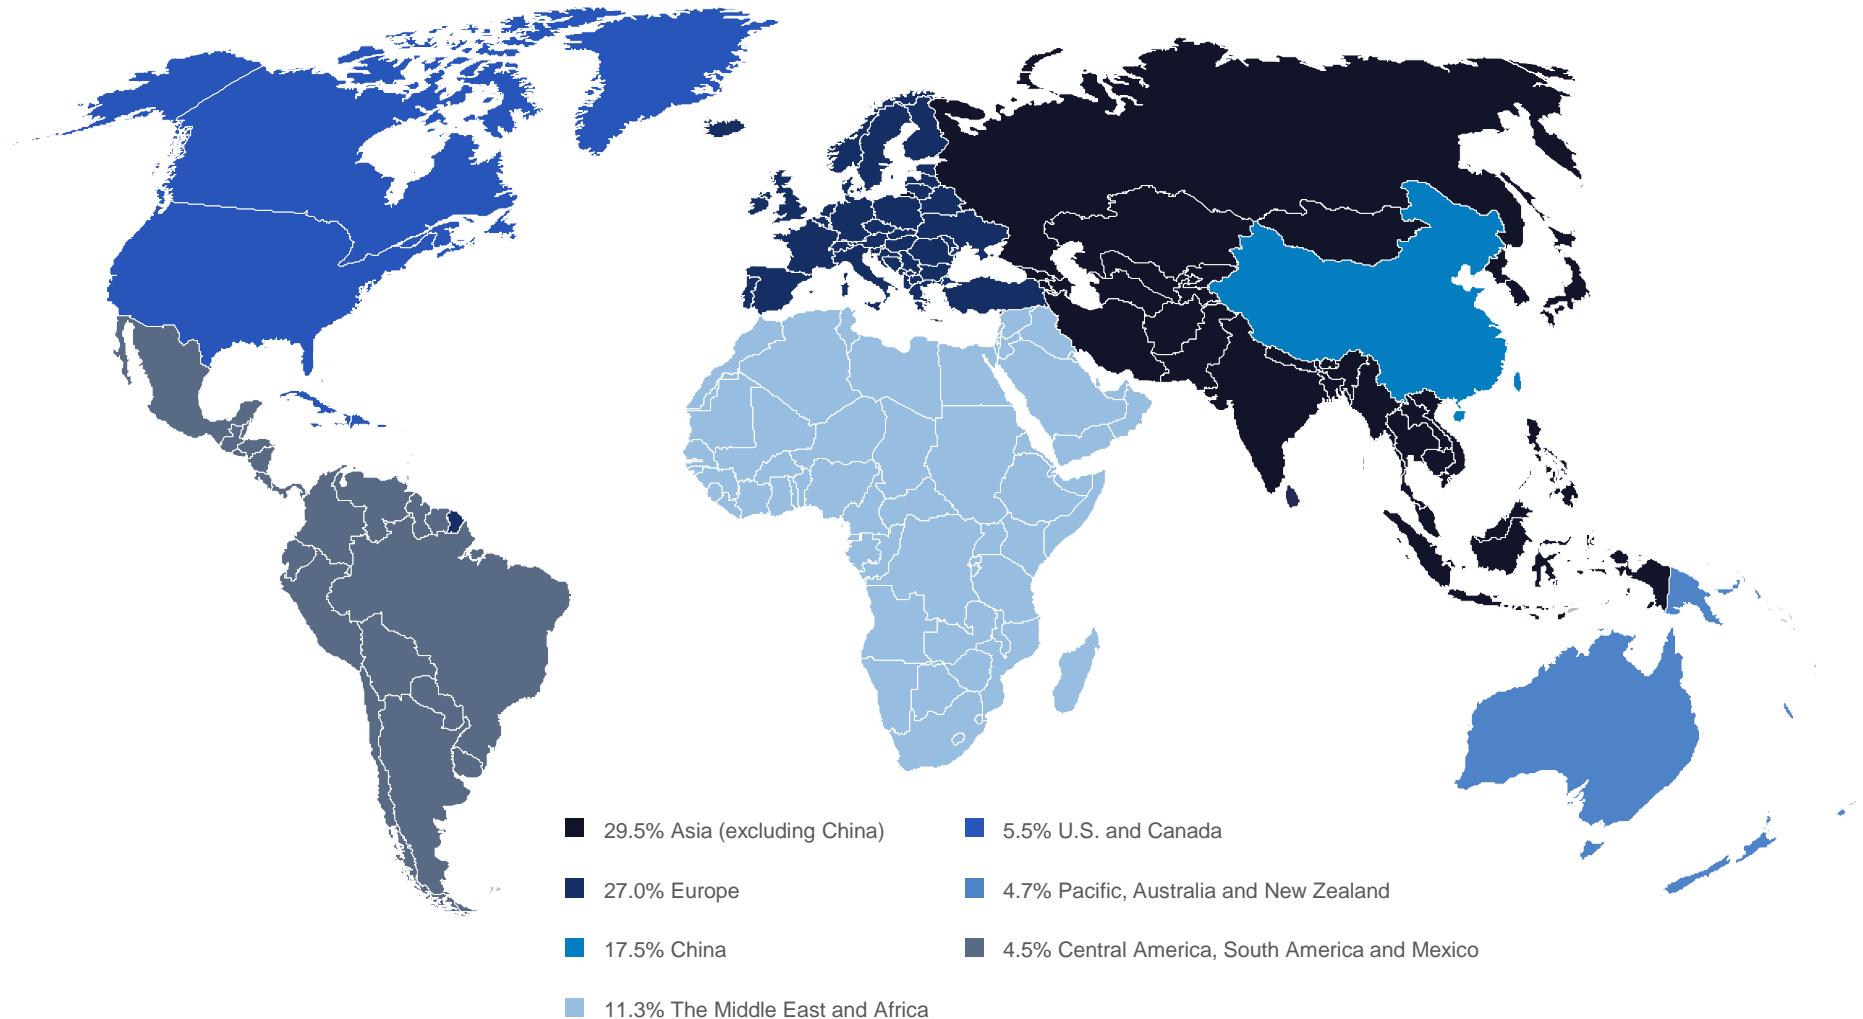 29.5% Asia (excluding China)
27.0% Europe
17.5% China
11.3% The Middle East and Africa
5.5% U.S. and Canada
4.7% Pacific, Australia and New Zealand
4.5% Central America, South America and Mexico